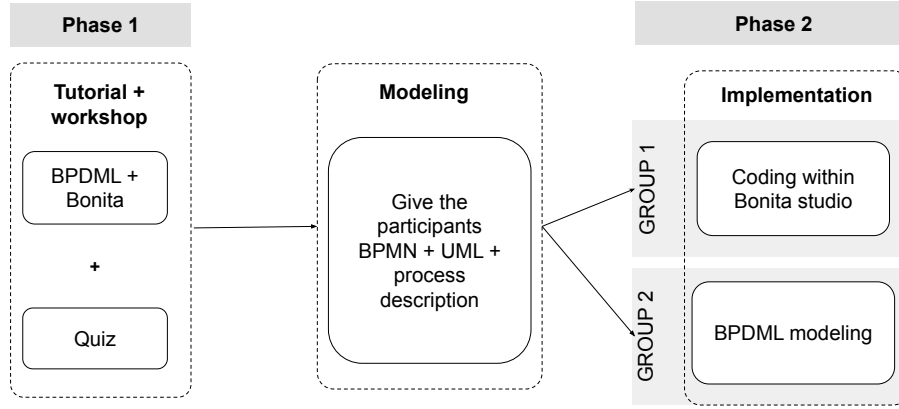 Phase 1
Tutorial +
workshop
BPDML +
Bonita
+
Quiz
Modeling
Give the
participants
BPMN + UML +
process
description
Phase 2
Implementation
GROUP 1
Coding within
Bonita studio
GROUP 2
BPDML modeling